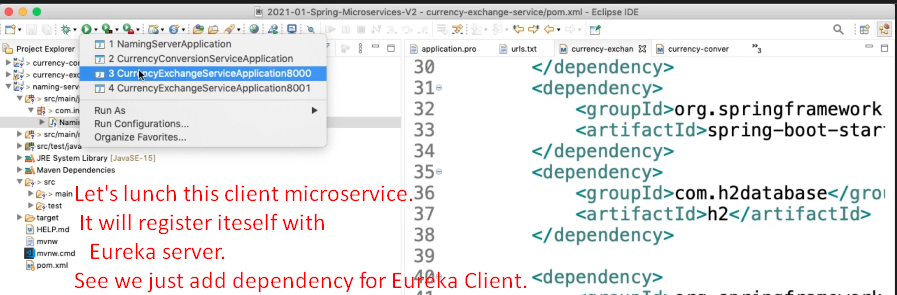 2021-01-Spring-Microservices-V2 - currency-exchange-service/pom.xml - Eclipse IDE
Project Explorer
application.pro urls.txt currency-exchan currency-conver »3
1 NamingServerApplication
2 CurrencyConversionServiceApplication
3 CurrencyExchangeServiceApplication8000
4 CurrencyExchangeServiceApplication8001
Run As
Run Configurations...
Organize Favorites...
> currency-co
> currency-ex
naming-serv
> src/main/j
> com.in
> Namin
> src/main/r
> src/test/java
JRE System Library [JavaSE-15]
Maven Dependencies
> src
> main
> test
target
HELP.md
mvnw
mvnw.cmd
pom.xml
30 </dependency>
31 <dependency>
32 <groupId>org.springframework
33 <artifactId>spring-boot-star
34 </dependency>
35 <dependency>
36 <groupId>com.h2database</grou
37 <artifactId>h2</artifactId>
38 </dependency>
39
40 <dependency>
41 <groupId>org.springframework
Let's lunch this client microservice.
It will register iteself with
Eureka server.
See we just add dependency for Eureka Client.